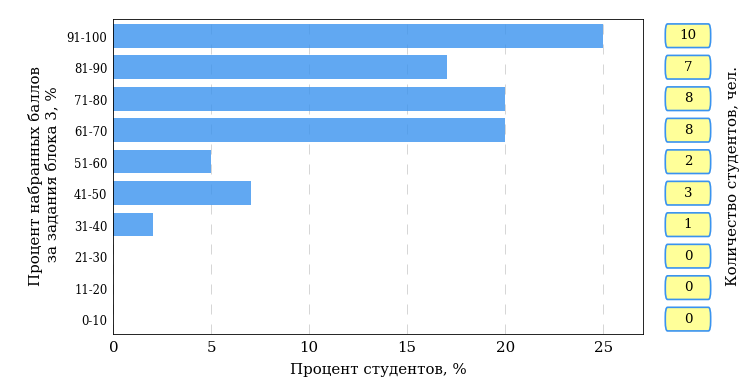 Процент набранных баллов
за задания блока 3, %
91-100 10
81-90 7
71-80 8
61-70 8
51-60 2
41-50 3
31-40 1
21-30 0
11-20 0
0-10 0
0 5 10 15 20 25
Процент студентов, %
Количество студентов, чел.